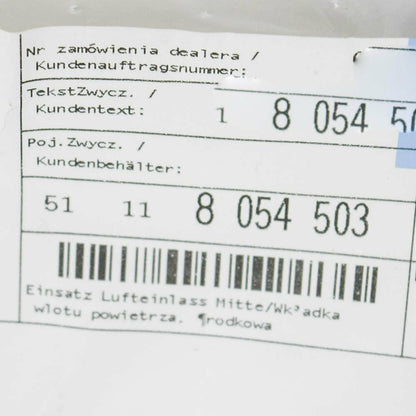 Nr zamówienia dealera /
Kundenauftragsnummer:
TekstZwycz. /
Kundentext: 1 8 054
Poj.Zwycz. /
Kundenbehälter:
51 11 8 054 503
Einsatz Lufteinlass Mitte/Wk³adka
wlotu powietrza. ¶rodkowa